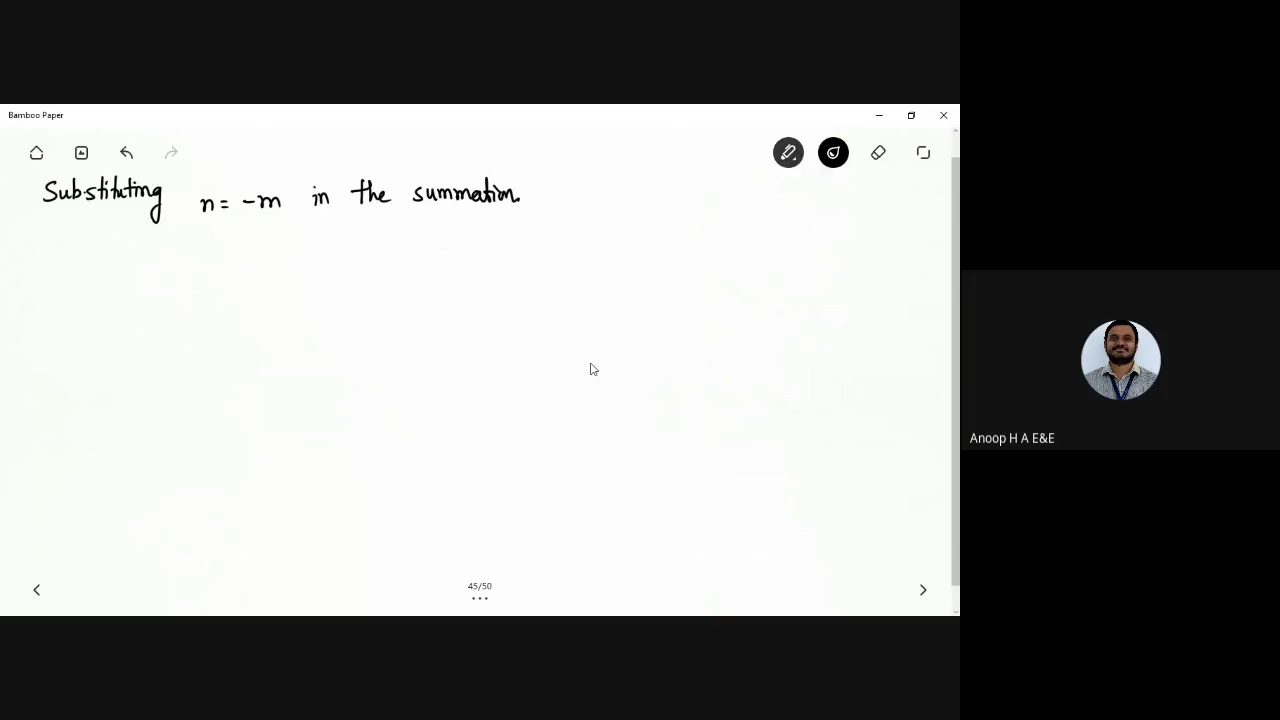 Bamboo Paper
Substituting n = -m in the summation.
Anoop H A E&E
45/50